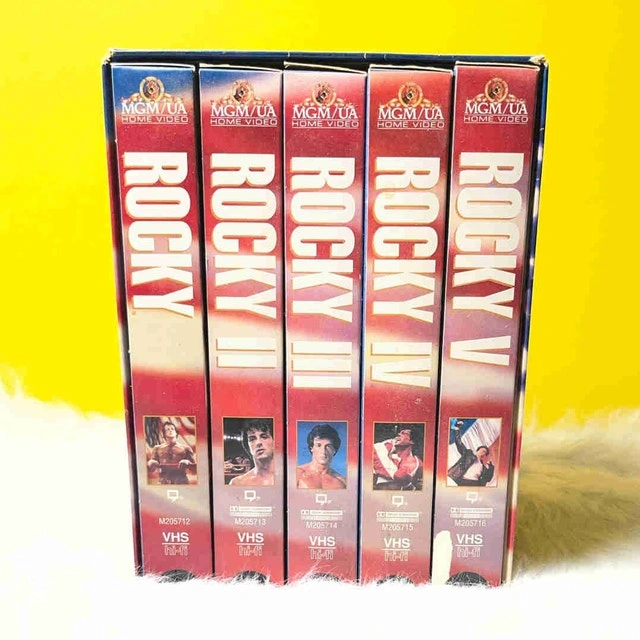 MGM/UA
HOME VIDEO
ROCKY
M205712
VHS
hi-fi
MGM/UA
HOME VIDEO
ROCKY II
M205713
VHS
hi-fi
MGM/UA
HOME VIDEO
ROCKY III
M205714
VHS
hi-fi
MGM/UA
HOME VIDEO
ROCKY IV
M205715
VHS
hi-fi
MGM/UA
HOME VIDEO
ROCKY V
M205716
VHS
hi-fi